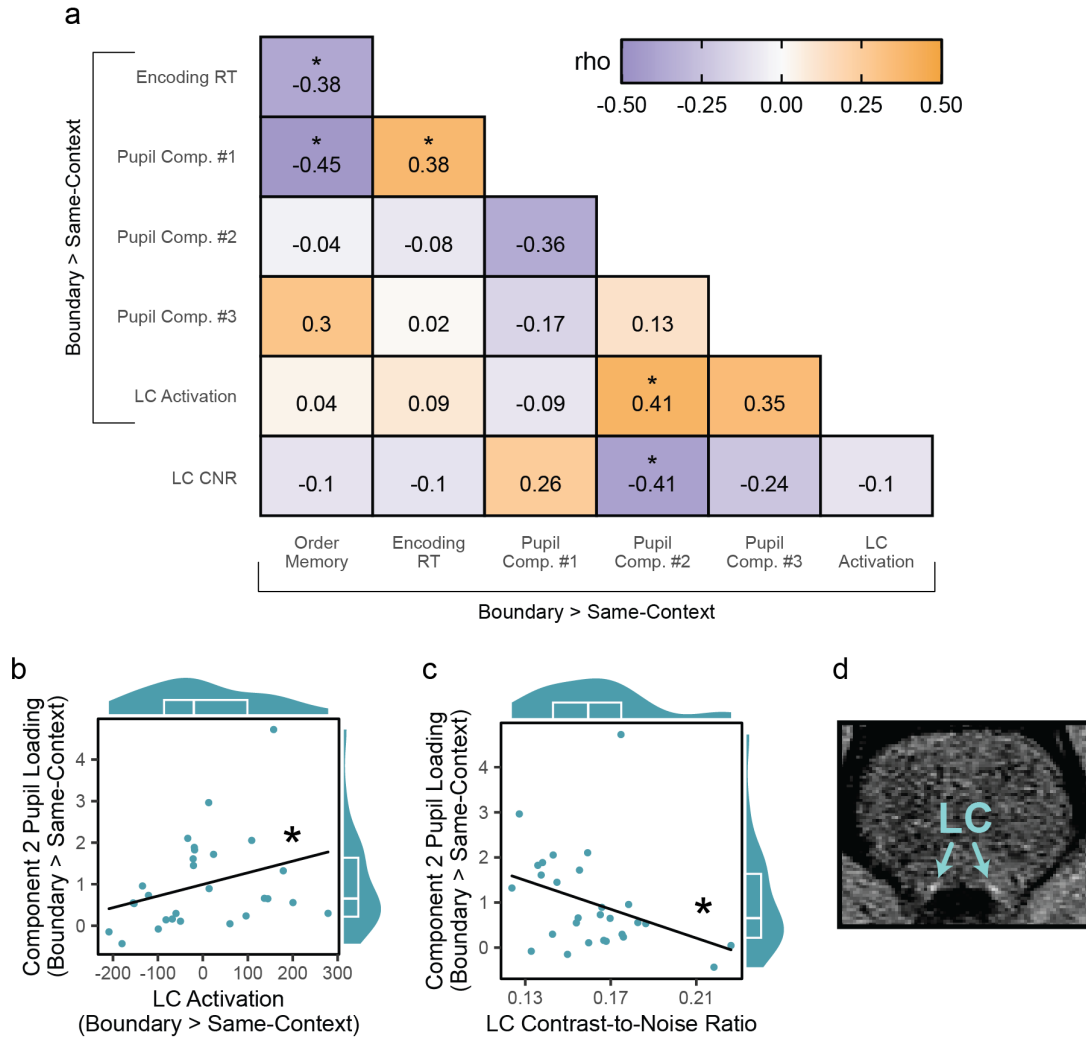 a
rho
-0.50 -0.25 0.00 0.25 0.50
Boundary > Same-Context
Encoding RT
*
-0.38
Pupil Comp. #1
* *
-0.45 0.38
Pupil Comp. #2
-0.04 -0.08 -0.36
Pupil Comp. #3
0.3 0.02 -0.17 0.13
LC Activation
*
0.04 0.09 -0.09 0.41 0.35
LC CNR
*
-0.1 -0.1 0.26 -0.41 -0.24 -0.1
Order Encoding Pupil Pupil Pupil LC
Memory RT Comp. #1 Comp. #2 Comp. #3 Activation
Boundary > Same-Context
b
Component 2 Pupil Loading
(Boundary > Same-Context)
4
3
2
1
0
*
-200 -100 0 100 200 300
LC Activation
(Boundary > Same-Context)
c
Component 2 Pupil Loading
(Boundary > Same-Context)
4
3
2
1
0
*
0.13 0.17 0.21
LC Contrast-to-Noise Ratio
d
LC